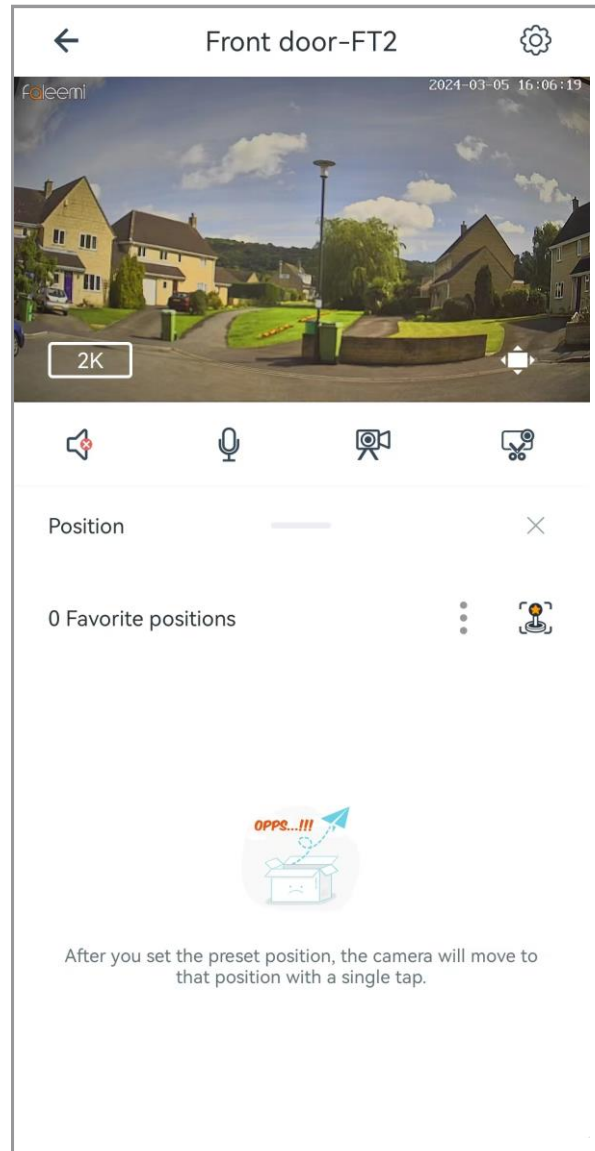 Front door-FT2
faleemi
2024-03-05 16:06:19
2K
Position
0 Favorite positions
OPPS...!!!
After you set the preset position, the camera will move to
that position with a single tap.